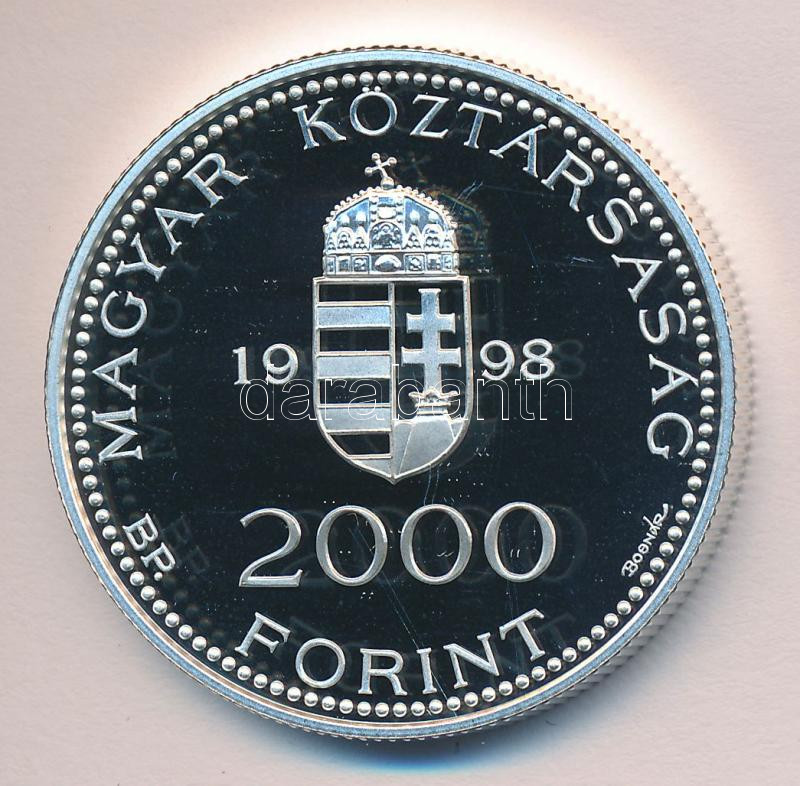 MAGYAR KÖZTÁRSASÁG
19 98
darabanth
2000
FORINT
BP.
BOGNÁR